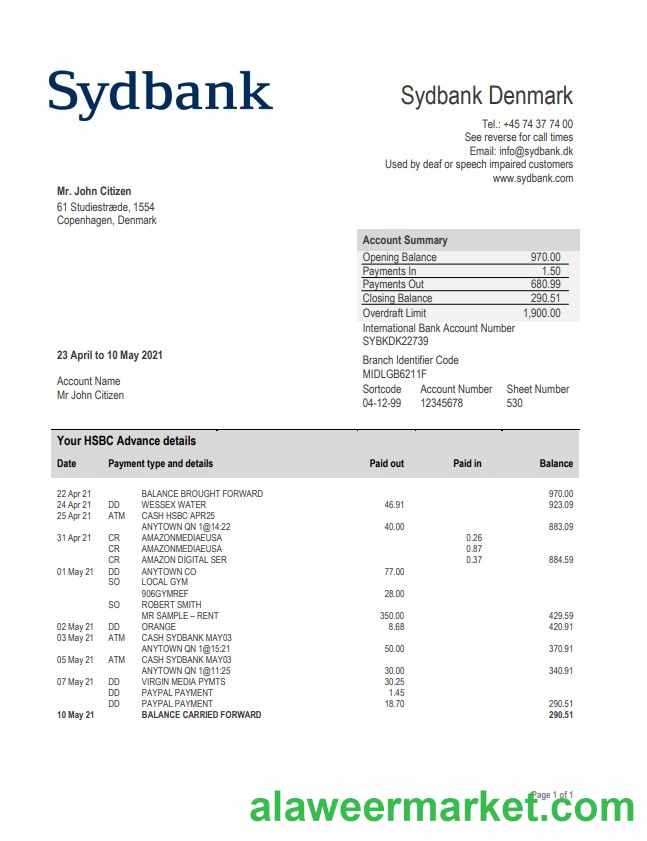 Sydbank
Sydbank Denmark
Tel.: +45 74 37 74 00
See reverse for call times
Email: info@sydbank.dk
Used by deaf or speech impaired customers
www.sydbank.com
Mr. John Citizen
61 Studiestræde, 1554
Copenhagen, Denmark
Account Summary
Opening Balance 970.00
Payments In 1.50
Payments Out 680.99
Closing Balance 290.51
Overdraft Limit 1,900.00
International Bank Account Number
SYBKDK22739
23 April to 10 May 2021
Branch Identifier Code
MIDLGB6211F
Account Name
Mr John Citizen
Sortcode Account Number Sheet Number
04-12-99 12345678 530
Your HSBC Advance details
Date Payment type and details Paid out Paid in Balance
22 Apr 21 BALANCE BROUGHT FORWARD 970.00
24 Apr 21 DD WESSEX WATER 46.91 923.09
25 Apr 21 ATM CASH HSBC APR25
ANYTOWN QN 1@14:22 40.00 883.09
31 Apr 21 CR AMAZONMEDIAEUSA 0.26
CR AMAZONMEDIAEUSA 0.87
CR AMAZON DIGITAL SER 0.37 884.59
01 May 21 DD ANYTOWN CO 77.00
SO LOCAL GYM
906GYMREF 28.00
SO ROBERT SMITH
MR SAMPLE – RENT 350.00 429.59
02 May 21 DD ORANGE 8.68 420.91
03 May 21 ATM CASH SYDBANK MAY03
ANYTOWN QN 1@15:21 50.00 370.91
05 May 21 ATM CASH SYDBANK MAY03
ANYTOWN QN 1@11:25 30.00 340.91
07 May 21 DD VIRGIN MEDIA PYMTS 30.25
DD PAYPAL PAYMENT 1.45
DD PAYPAL PAYMENT 18.70 290.51
10 May 21 BALANCE CARRIED FORWARD 290.51
Page 1 of 1
alaweermarket.com